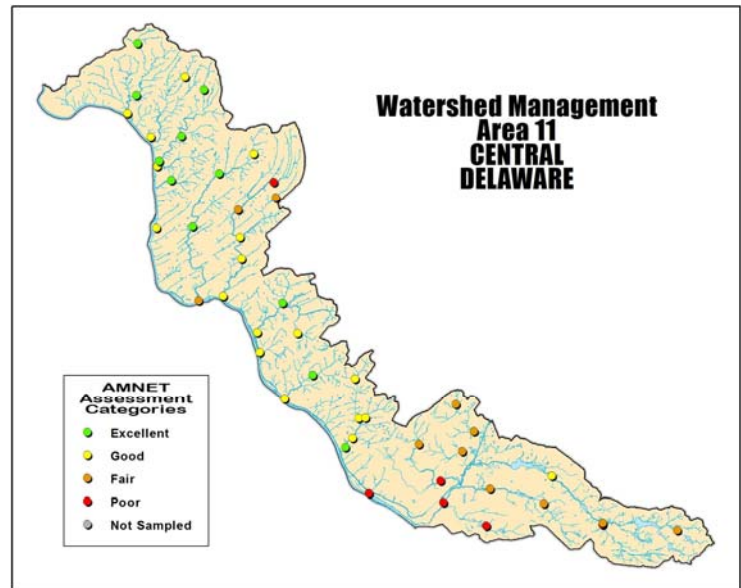 Watershed Management
Area 11
CENTRAL
DELAWARE
AMNET
Assessment
Categories
Excellent
Good
Fair
Poor
Not Sampled